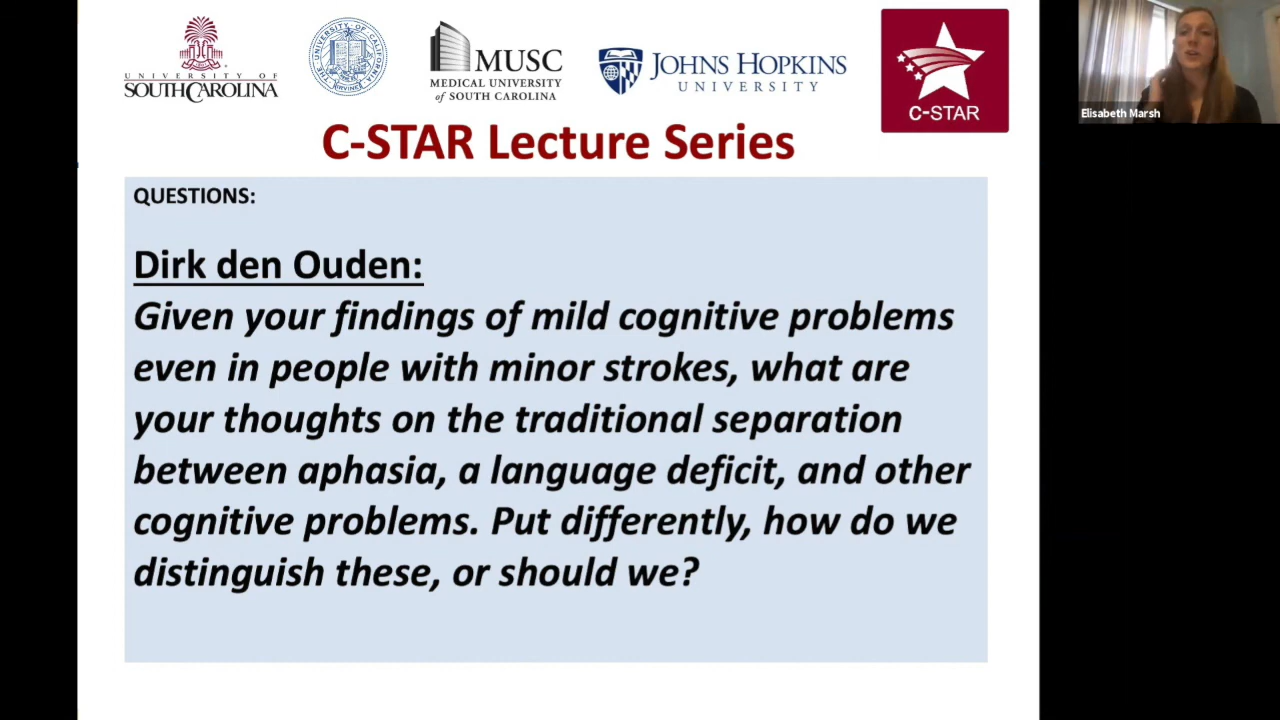 UNIVERSITY OF
SOUTH CAROLINA
MUSC
MEDICAL UNIVERSITY
of SOUTH CAROLINA
JOHNS HOPKINS
UNIVERSITY
C-STAR
Elisabeth Marsh
C-STAR Lecture Series
QUESTIONS:
Dirk den Ouden:
Given your findings of mild cognitive problems
even in people with minor strokes, what are
your thoughts on the traditional separation
between aphasia, a language deficit, and other
cognitive problems. Put differently, how do we
distinguish these, or should we?